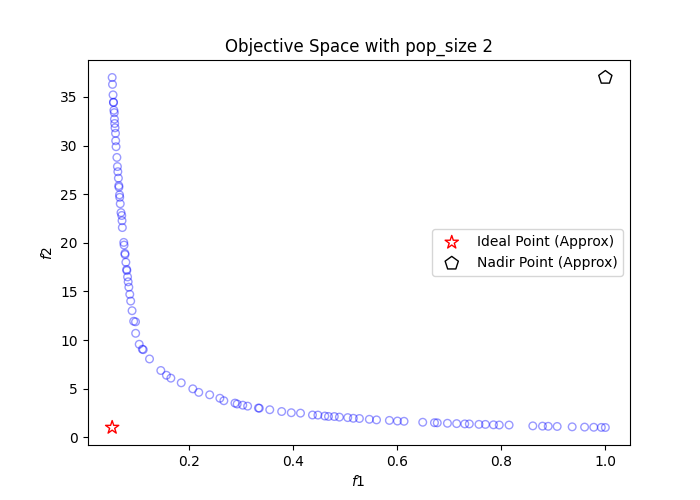 Objective Space with pop_size 2
f2
35
30
25
20
15
10
5
0
Ideal Point (Approx)
Nadir Point (Approx)
0.2
0.4
0.6
0.8
1.0
f1